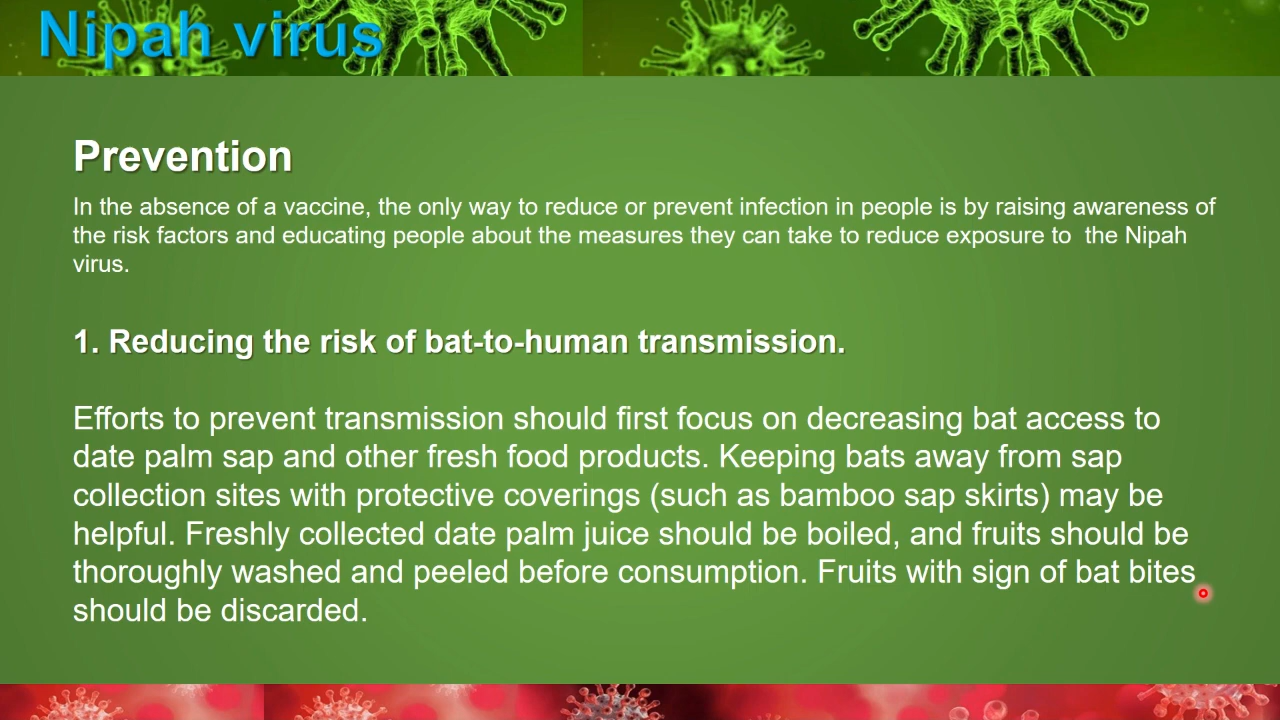 Nipah virus
Prevention
In the absence of a vaccine, the only way to reduce or prevent infection in people is by raising awareness of
the risk factors and educating people about the measures they can take to reduce exposure to  the Nipah
virus.
1. Reducing the risk of bat-to-human transmission.
Efforts to prevent transmission should first focus on decreasing bat access to
date palm sap and other fresh food products. Keeping bats away from sap
collection sites with protective coverings (such as bamboo sap skirts) may be
helpful. Freshly collected date palm juice should be boiled, and fruits should be
thoroughly washed and peeled before consumption. Fruits with sign of bat bites
should be discarded.